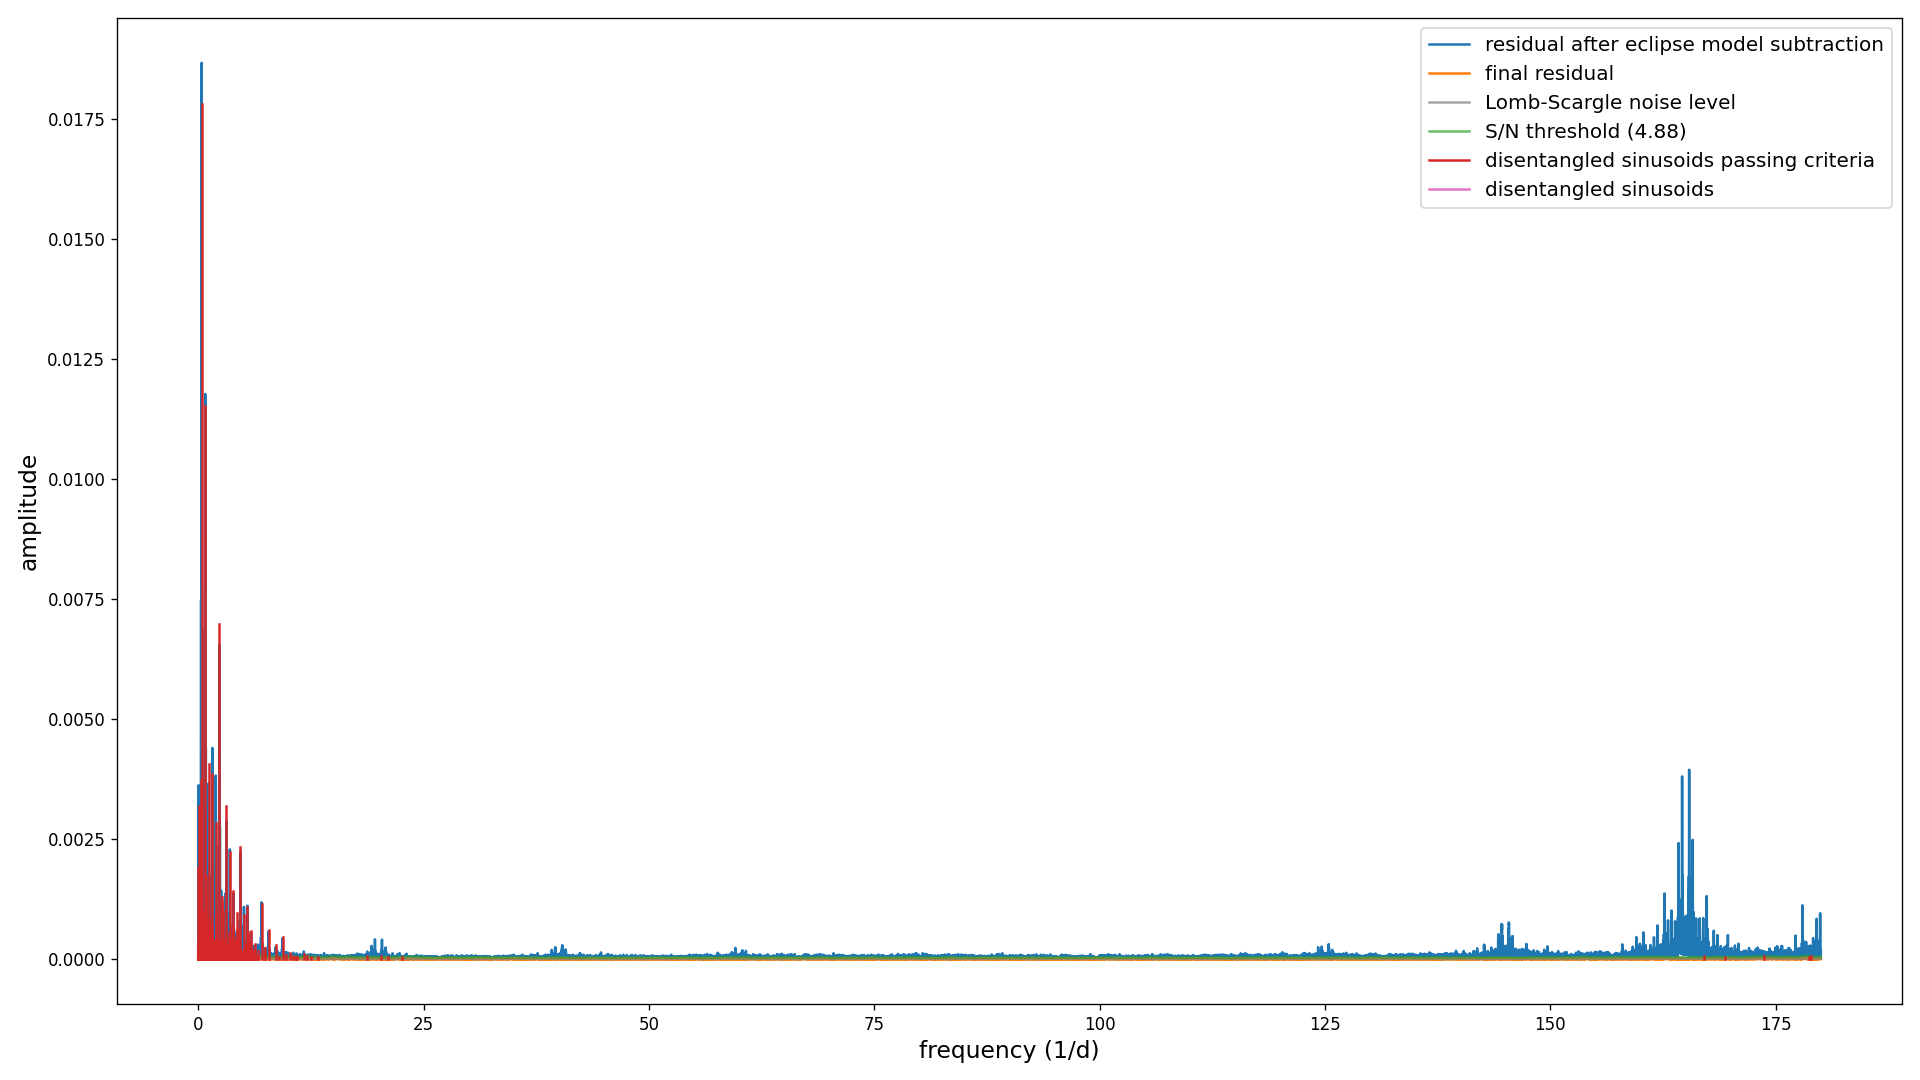 residual after eclipse model subtraction
final residual
Lomb-Scargle noise level
S/N threshold (4.88)
disentangled sinusoids passing criteria
disentangled sinusoids
0.0175
0.0150
0.0125
0.0100
0.0075
0.0050
0.0025
0.0000
amplitude
0 25 50 75 100 125 150 175
frequency (1/d)